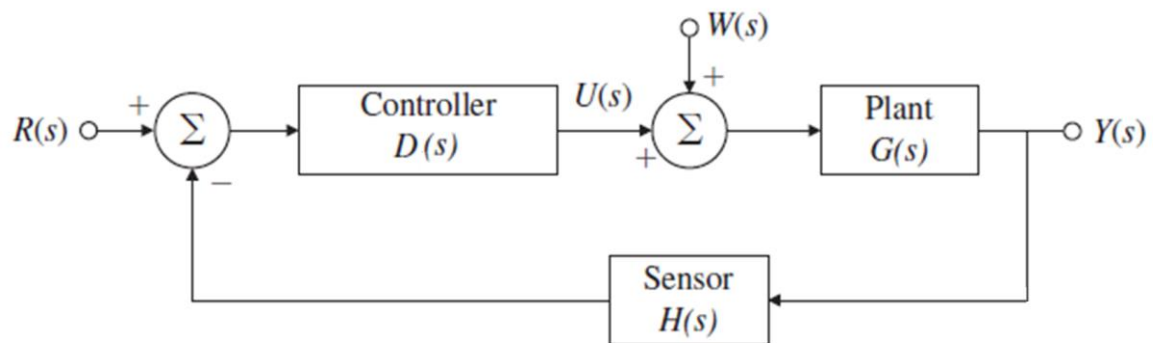 W(s)
+
Controller
D(s)
U(s)
Plant
G(s)
R(s)
+
Σ
+
Σ
Y(s)
−
Sensor
H(s)